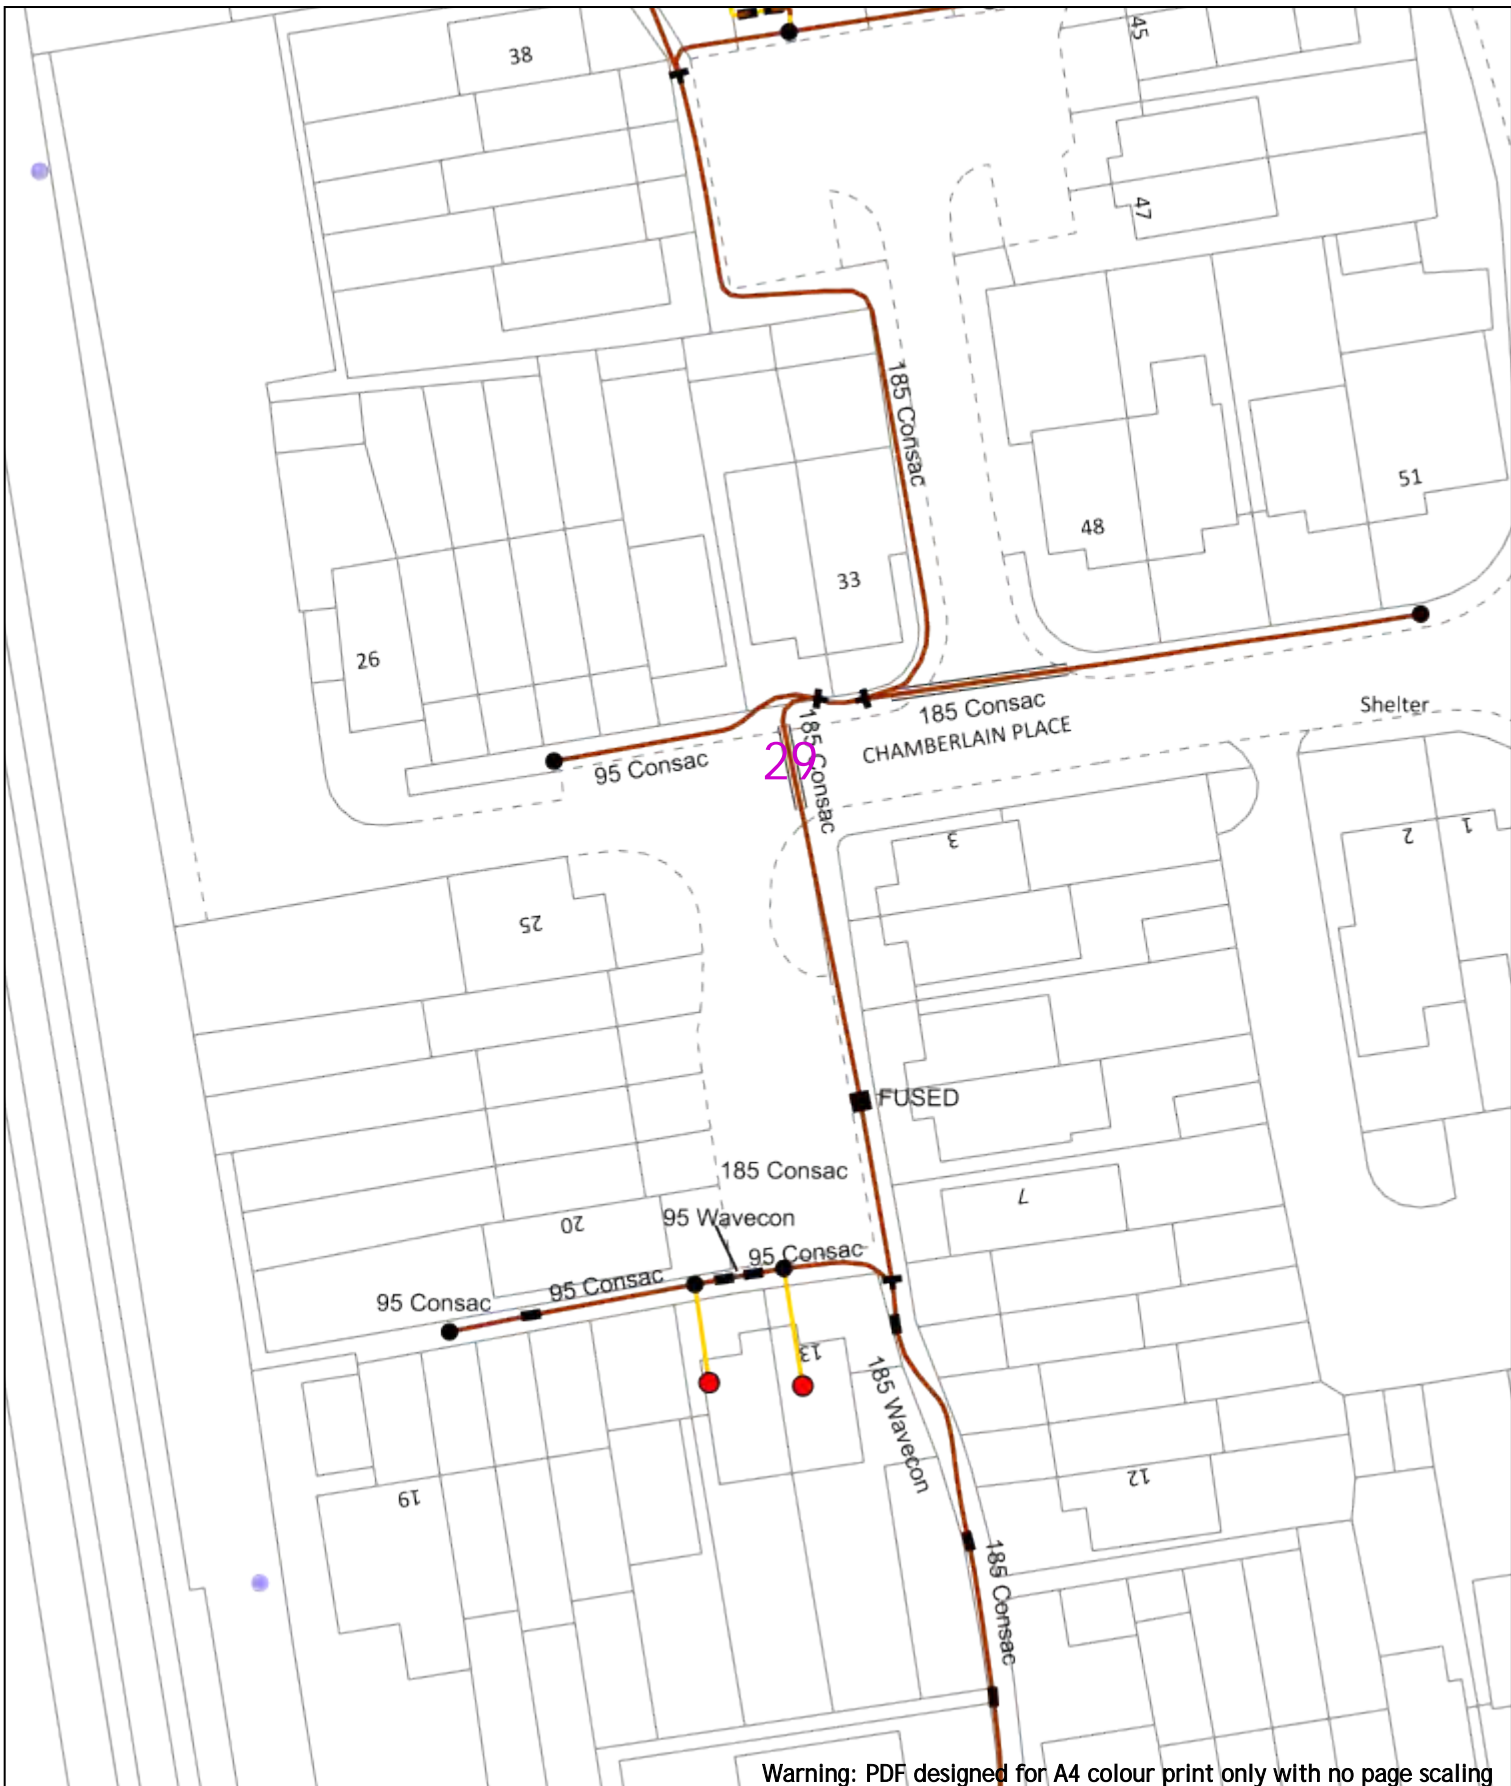 38
45
47
185 Consac
51
48
33
26
185 Consac
Shelter
CHAMBERLAIN PLACE
185 Consac
29
95 Consac
3
2
1
25
FUSED
185 Consac
7
95 Wavecon
20
95 Consac
95 Consac
95 Consac
13
185 Wavecon
12
19
185 Consac
Warning: PDF designed for A4 colour print only with no page scaling